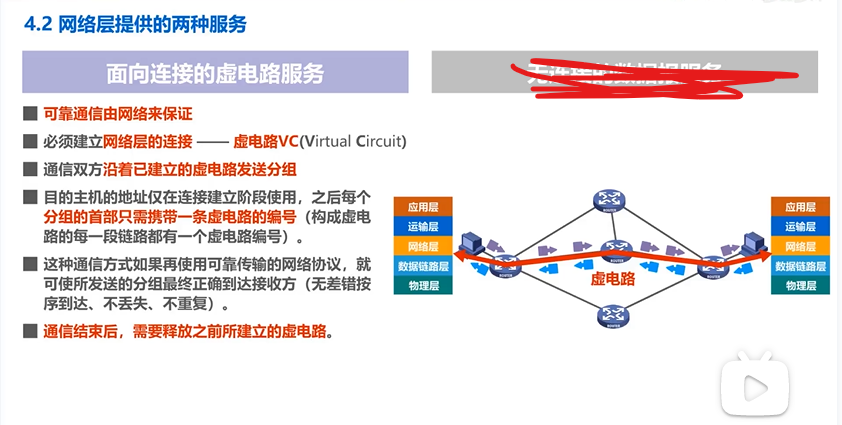 4.2 网络层提供的两种服务
面向连接的虚电路服务
可靠通信由网络来保证
必须建立网络层的连接 —— 虚电路VC(Virtual Circuit)
通信双方沿着已建立的虚电路发送分组
目的主机的地址仅在连接建立阶段使用，之后每个
分组的首部只需携带一条虚电路的编号（构成虚电
路的每一段链路都有一个虚电路编号）。
这种通信方式如果再使用可靠传输的网络协议，就
可使所发送的分组最终正确到达接收方（无差错按
序到达、不丢失、不重复）。
通信结束后，需要释放之前所建立的虚电路。
应用层
运输层
网络层
数据链路层
物理层
虚电路
ROUTER
ROUTER
ROUTER
ROUTER
ROUTER
应用层
运输层
网络层
数据链路层
物理层